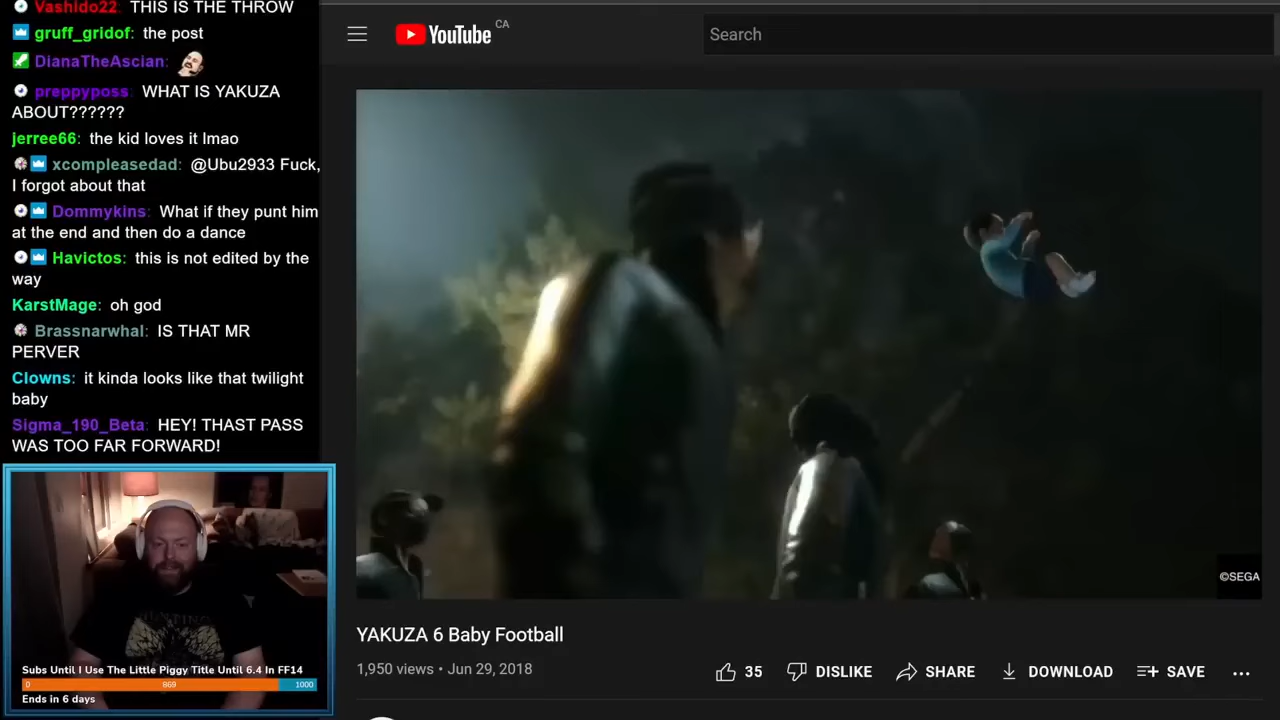 Vashido22: THIS IS THE THROW
gruff_gridof: the post
DianaTheAscian:
preppyposs: WHAT IS YAKUZA
ABOUT??????
jerree66: the kid loves it lmao
xcompleasedad: @Ubu2933 Fuck,
I forgot about that
Dommykins: What if they punt him
at the end and then do a dance
Havictos: this is not edited by the
way
KarstMage: oh god
Brassnarwhal: IS THAT MR
PERVER
Clowns: it kinda looks like that twilight
baby
Sigma_190_Beta: HEY! THAST PASS
WAS TOO FAR FORWARD!
Subs Until I Use The Little Piggy Title Until 6.4 In FF14
0 869 1000
Ends in 6 days
YouTube CA
Search
©SEGA
YAKUZA 6 Baby Football
1,950 views • Jun 29, 2018
35 DISLIKE SHARE DOWNLOAD SAVE ...